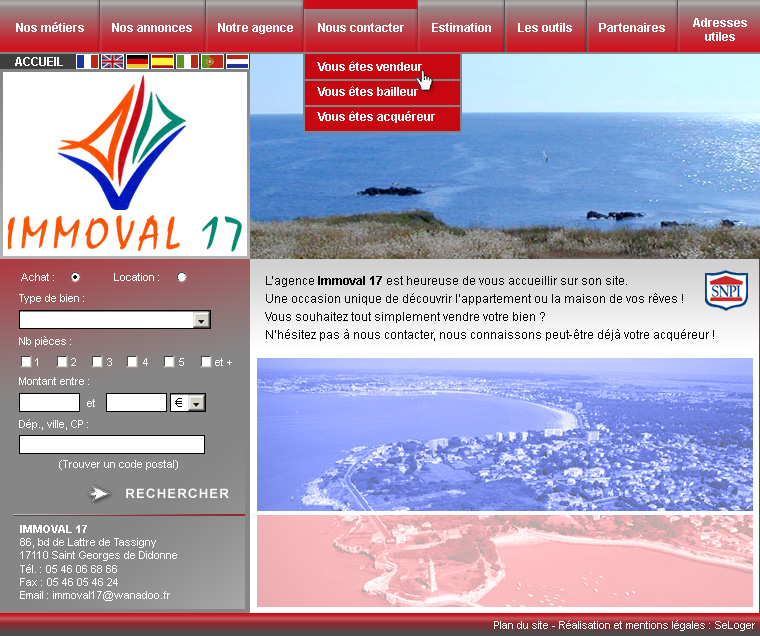 Nos métiers
Nos annonces
Notre agence
Nous contacter
Estimation
Les outils
Partenaires
Adresses
utiles
ACCUEIL
Vous êtes vendeur
Vous êtes bailleur
Vous êtes acquéreur
IMMOVAL 17
Achat :
Location :
Type de bien :
Nb pièces :
1 2 3 4 5 et +
Montant entre :
et €
Dép., ville, CP :
(Trouver un code postal)
RECHERCHER
IMMOVAL 17
86, bd de Lattre de Tassigny
17110 Saint Georges de Didonne
Tél. : 05 46 06 68 66
Fax : 05 46 05 46 24
Email : immoval17@wanadoo.fr
L'agence Immoval 17 est heureuse de vous accueillir sur son site.
Une occasion unique de découvrir l'appartement ou la maison de vos rêves !
Vous souhaitez tout simplement vendre votre bien ?
N'hésitez pas à nous contacter, nous connaissons peut-être déjà votre acquéreur !
SNPI
Plan du site - Réalisation et mentions légales : SeLoger